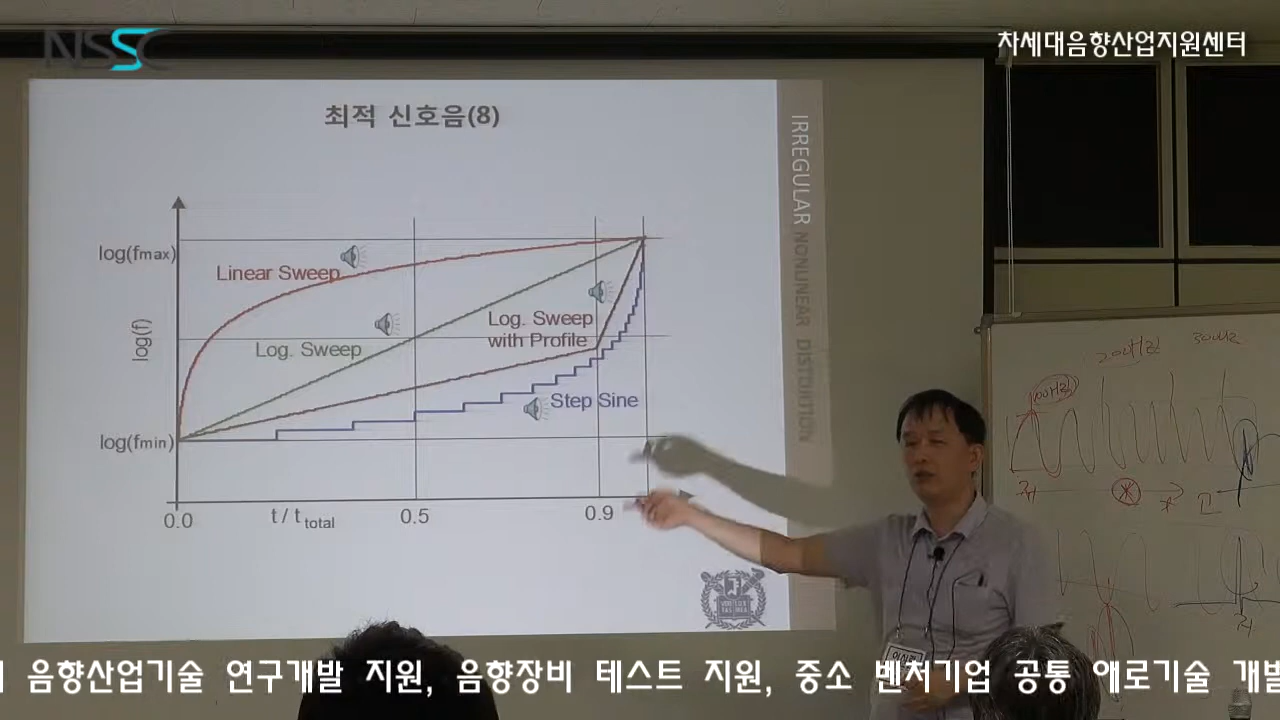 NSSC
차세대음향산업지원센터
최적 신호음(8)
IRREGULAR NONLINEAR DISTORTION
log(fmax)
Linear Sweep
log(f)
Log. Sweep
with Profile
Log. Sweep
Step Sine
log(fmin)
0.0
t / t total
0.5
0.9
음향산업기술 연구개발 지원, 음향장비 테스트 지원, 중소 벤처기업 공통 애로기술 개발